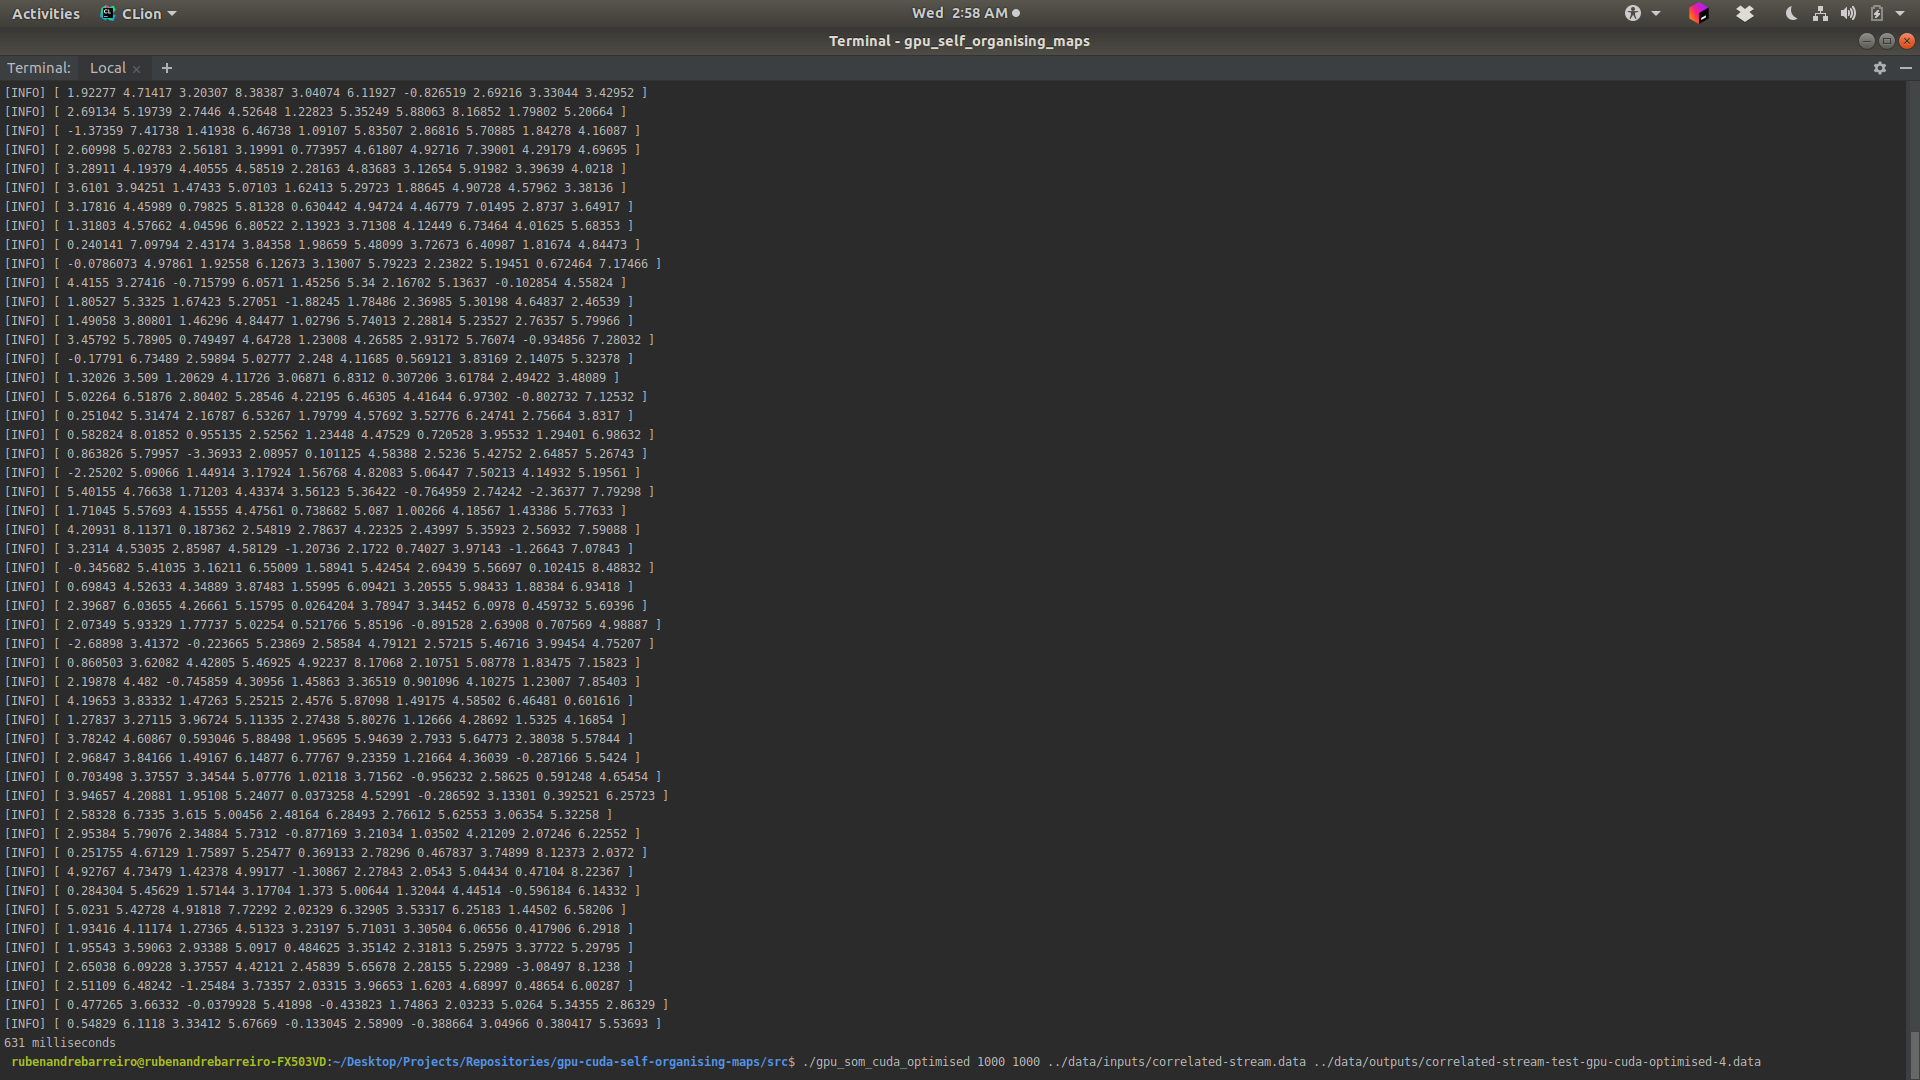 Activities CLion Wed 2:58 AM
Terminal - gpu_self_organising_maps
Terminal: Local × +
[INFO] [ 1.92277 4.71417 3.20307 8.38387 3.04074 6.11927 -0.826519 2.69216 3.33044 3.42952 ]
[INFO] [ 2.69134 5.19739 2.7446 4.52648 1.22823 5.35249 5.88063 8.16852 1.79802 5.20664 ]
[INFO] [ -1.37359 7.41738 1.41938 6.46738 1.09107 5.83507 2.86816 5.70885 1.84278 4.16087 ]
[INFO] [ 2.60998 5.02783 2.56181 3.19991 0.773957 4.61807 4.92716 7.39001 4.29179 4.69695 ]
[INFO] [ 3.28911 4.19379 4.40555 4.58519 2.28163 4.83683 3.12654 5.91982 3.39639 4.0218 ]
[INFO] [ 3.6101 3.94251 1.47433 5.07103 1.62413 5.29723 1.88645 4.90728 4.57962 3.38136 ]
[INFO] [ 3.17816 4.45989 0.79825 5.81328 0.630442 4.94724 4.46779 7.01495 2.8737 3.64917 ]
[INFO] [ 1.31803 4.57662 4.04596 6.80522 2.13923 3.71308 4.12449 6.73464 4.01625 5.68353 ]
[INFO] [ 0.240141 7.09794 2.43174 3.84358 1.98659 5.48099 3.72673 6.40987 1.81674 4.84473 ]
[INFO] [ -0.0786073 4.97861 1.92558 6.12673 3.13007 5.79223 2.23822 5.19451 0.672464 7.17466 ]
[INFO] [ 4.4155 3.27416 -0.715799 6.0571 1.45256 5.34 2.16702 5.13637 -0.102854 4.55824 ]
[INFO] [ 1.80527 5.3325 1.67423 5.27051 -1.88245 1.78486 2.36985 5.30198 4.64837 2.46539 ]
[INFO] [ 1.49058 3.80801 1.46296 4.84477 1.02796 5.74013 2.28814 5.23527 2.76357 5.79966 ]
[INFO] [ 3.45792 5.78905 0.749497 4.64728 1.23008 4.26585 2.93172 5.76074 -0.934856 7.28032 ]
[INFO] [ -0.17791 6.73489 2.59894 5.02777 2.248 4.11685 0.569121 3.83169 2.14075 5.32378 ]
[INFO] [ 1.32026 3.509 1.20629 4.11726 3.06871 6.8312 0.307206 3.61784 2.49422 3.48089 ]
[INFO] [ 5.02264 6.51876 2.80402 5.28546 4.22195 6.46305 4.41644 6.97302 -0.802732 7.12532 ]
[INFO] [ 0.251042 5.31474 2.16787 6.53267 1.79799 4.57692 3.52776 6.24741 2.75664 3.8317 ]
[INFO] [ 0.582824 8.01852 0.955135 2.52562 1.23448 4.47529 0.720528 3.95532 1.29401 6.98632 ]
[INFO] [ 0.863826 5.79957 -3.36933 2.08957 0.101125 4.58388 2.5236 5.42752 2.64857 5.26743 ]
[INFO] [ -2.25202 5.09066 1.44914 3.17924 1.56768 4.82083 5.06447 7.50213 4.14932 5.19561 ]
[INFO] [ 5.40155 4.76638 1.71203 4.43374 3.56123 5.36422 -0.764959 2.74242 -2.36377 7.79298 ]
[INFO] [ 1.71045 5.57693 4.15555 4.47561 0.738682 5.087 1.00266 4.18567 1.43386 5.77633 ]
[INFO] [ 4.20931 8.11371 0.187362 2.54819 2.78637 4.22325 2.43997 5.35923 2.56932 7.59088 ]
[INFO] [ 3.2314 4.53035 2.85987 4.58129 -1.20736 2.1722 0.74027 3.97143 -1.26643 7.07843 ]
[INFO] [ -0.345682 5.41035 3.16211 6.55009 1.58941 5.42454 2.69439 5.56697 0.102415 8.48832 ]
[INFO] [ 0.69843 4.52633 4.34889 3.87483 1.55995 6.09421 3.20555 5.98433 1.88384 6.93418 ]
[INFO] [ 2.39687 6.03655 4.26661 5.15795 0.0264204 3.78947 3.34452 6.0978 0.459732 5.69396 ]
[INFO] [ 2.07349 5.93329 1.77737 5.02254 0.521766 5.85196 -0.891528 2.63908 0.707569 4.98887 ]
[INFO] [ -2.68898 3.41372 -0.223665 5.23869 2.58584 4.79121 2.57215 5.46716 3.99454 4.75207 ]
[INFO] [ 0.860503 3.62082 4.42805 5.46925 4.92237 8.17068 2.10751 5.08778 1.83475 7.15823 ]
[INFO] [ 2.19878 4.482 -0.745859 4.30956 1.45863 3.36519 0.901096 4.10275 1.23007 7.85403 ]
[INFO] [ 4.19653 3.83332 1.47263 5.25215 2.4576 5.87098 1.49175 4.58502 6.46481 0.601616 ]
[INFO] [ 1.27837 3.27115 3.96724 5.11335 2.27438 5.80276 1.12666 4.28692 1.5325 4.16854 ]
[INFO] [ 3.78242 4.60867 0.593046 5.88498 1.95695 5.94639 2.7933 5.64773 2.38038 5.57844 ]
[INFO] [ 2.96847 3.84166 1.49167 6.14877 6.77767 9.23359 1.21664 4.36039 -0.287166 5.5424 ]
[INFO] [ 0.703498 3.37557 3.34544 5.07776 1.02118 3.71562 -0.956232 2.58625 0.591248 4.65454 ]
[INFO] [ 3.94657 4.20881 1.95108 5.24077 0.0373258 4.52991 -0.286592 3.13301 0.392521 6.25723 ]
[INFO] [ 2.58328 6.7335 3.615 5.00456 2.48164 6.28493 2.76612 5.62553 3.06354 5.32258 ]
[INFO] [ 2.95384 5.79076 2.34884 5.7312 -0.877169 3.21034 1.03502 4.21209 2.07246 6.22552 ]
[INFO] [ 0.251755 4.67129 1.75897 5.25477 0.369133 2.78296 0.467837 3.74899 8.12373 2.0372 ]
[INFO] [ 4.92767 4.73479 1.42378 4.99177 -1.30867 2.27843 2.0543 5.04434 0.47104 8.22367 ]
[INFO] [ 0.284304 5.45629 1.57144 3.17704 1.373 5.00644 1.32044 4.44514 -0.596184 6.14332 ]
[INFO] [ 5.0231 5.42728 4.91818 7.72292 2.02329 6.32905 3.53317 6.25183 1.44502 6.58206 ]
[INFO] [ 1.93416 4.11174 1.27365 4.51323 3.23197 5.71031 3.30504 6.06556 0.417906 6.2918 ]
[INFO] [ 1.95543 3.59063 2.93388 5.0917 0.484625 3.35142 2.31813 5.25975 3.37722 5.29795 ]
[INFO] [ 2.65038 6.09228 3.37557 4.42121 2.45839 5.65678 2.28155 5.22989 -3.08497 8.1238 ]
[INFO] [ 2.51109 6.48242 -1.25484 3.73357 2.03315 3.96653 1.6203 4.68997 0.48654 6.00287 ]
[INFO] [ 0.477265 3.66332 -0.0379928 5.41898 -0.433823 1.74863 2.03233 5.0264 5.34355 2.86329 ]
[INFO] [ 0.54829 6.1118 3.33412 5.67669 -0.133045 2.58909 -0.388664 3.04966 0.380417 5.53693 ]
631 milliseconds
rubenandrebarreiro@rubenandrebarreiro-FX503VD:~/Desktop/Projects/Repositories/gpu-cuda-self-organising-maps/src$ ./gpu_som_cuda_optimised 1000 1000 ../data/inputs/correlated-stream.data ../data/outputs/correlated-stream-test-gpu-cuda-optimised-4.data